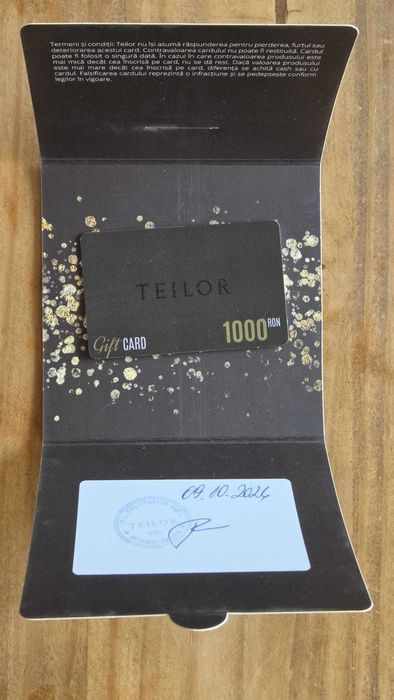 Termeni și condiții: Teilor nu își asumă răspunderea pentru pierderea, furtul sau
deteriorarea acestui card. Contravaloarea cardului nu poate fi restituită. Cardul
poate fi folosit o singură dată. În cazul în care contravaloarea produsului este
mai mică decât cea înscrisă pe card, nu se dă rest. Dacă valoarea produsului
este mai mare decât cea înscrisă pe card, diferența se achită cash sau cu
cardul. Falsificarea cardului reprezintă o infracțiune și se pedepsește conform
legilor în vigoare.
TEILOR
Gift CARD
1000 RON
09.10.2024
TEILOR
SRL
PITEȘTI